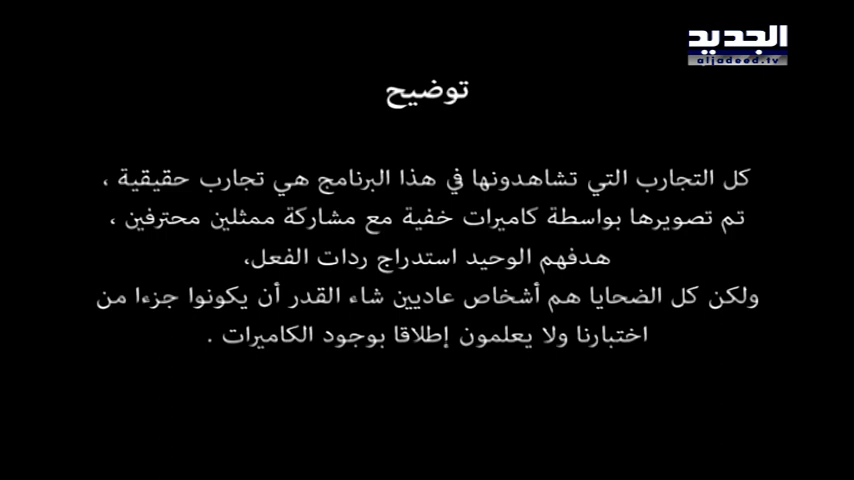 الجديد
aljadeed.tv
توضيح
كل التجارب التي تشاهدونها في هذا البرنامج هي تجارب حقيقية ،
تم تصويرها بواسطة كاميرات خفية مع مشاركة ممثلين محترفين ،
هدفهم الوحيد استدراج ردات الفعل،
ولكن كل الضحايا هم أشخاص عاديين شاء القدر أن يكونوا جزءا من
اختبارنا ولا يعلمون إطلاقا بوجود الكاميرات .